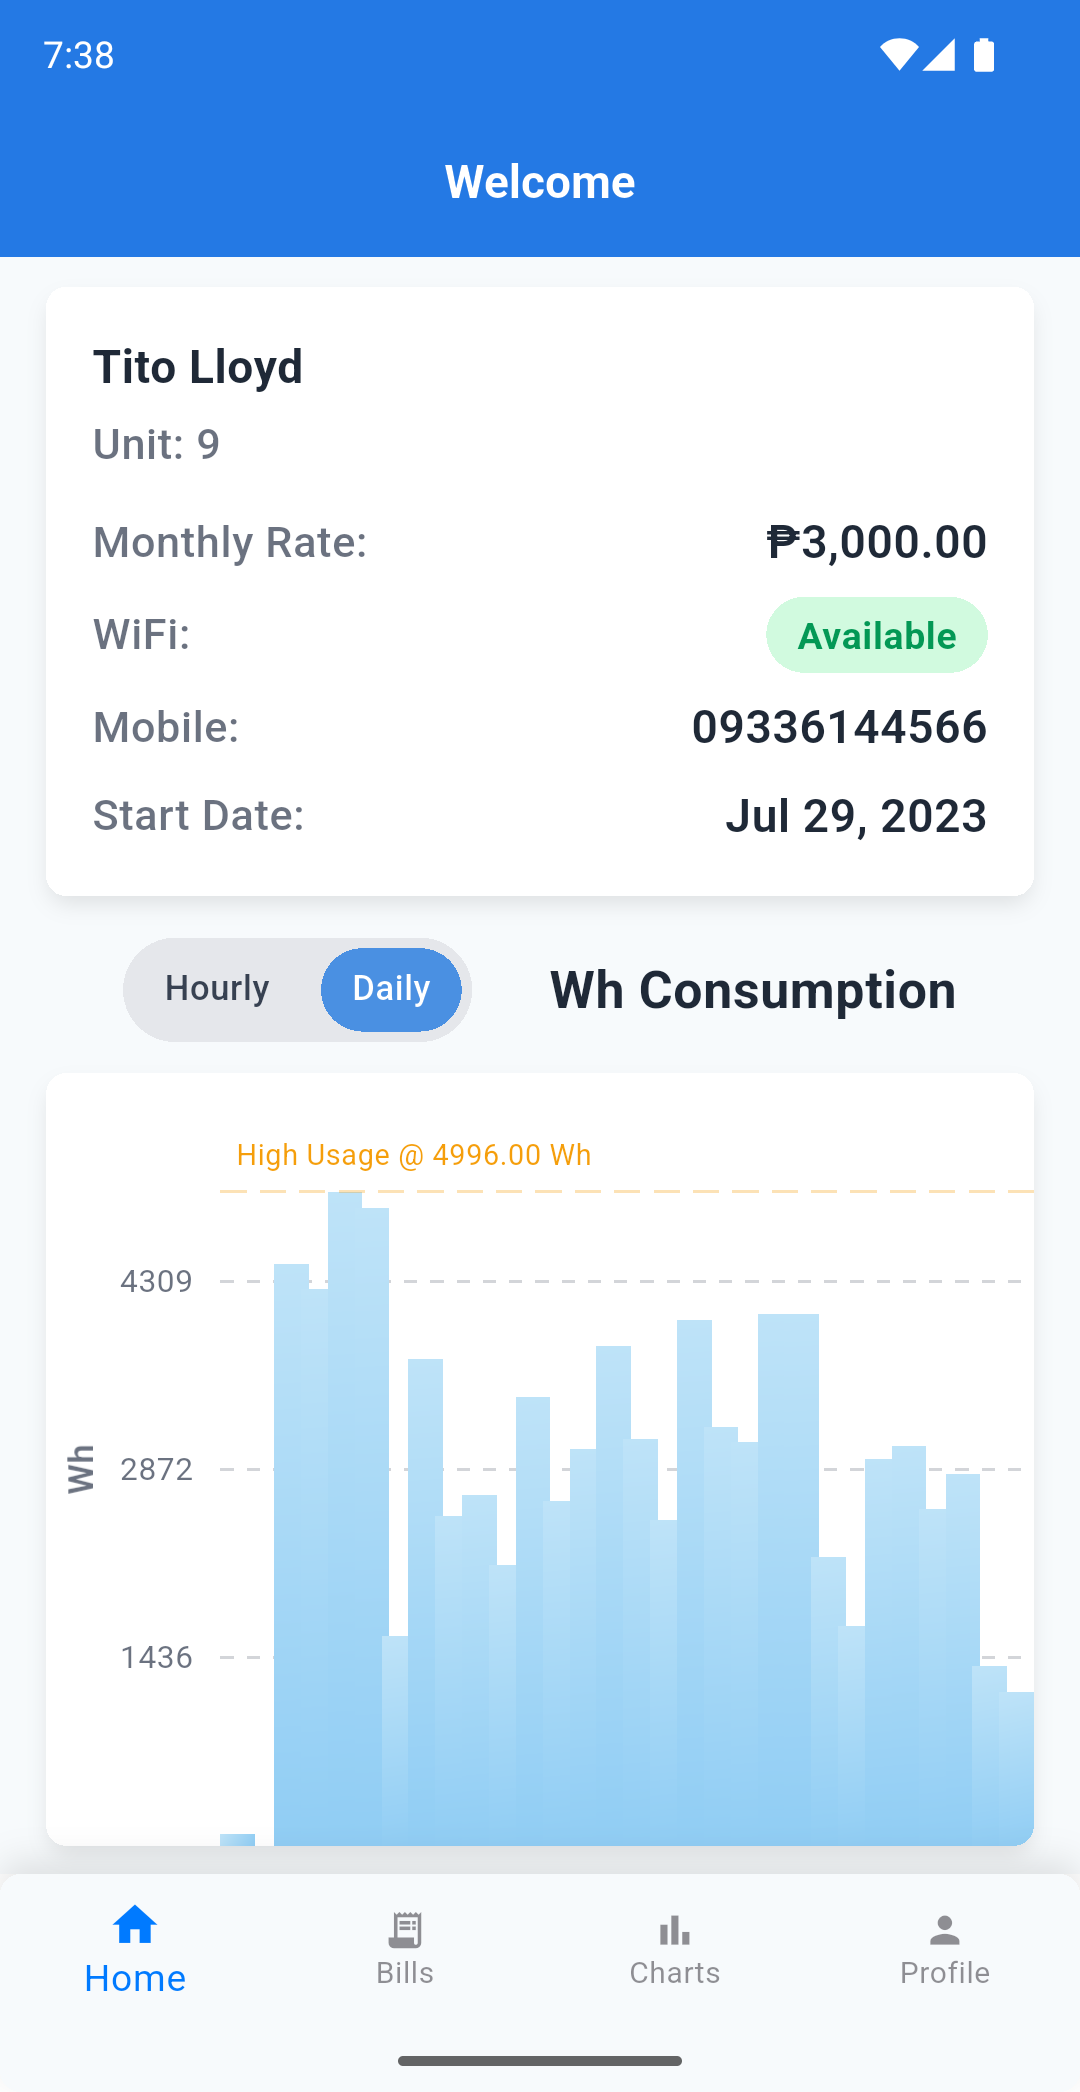 7:38
Welcome
Tito Lloyd
Unit: 9
Monthly Rate: ₱3,000.00
WiFi: Available
Mobile: 09336144566
Start Date: Jul 29, 2023
Hourly Daily Wh Consumption
High Usage @ 4996.00 Wh
4309
Wh
2872
1436
Home Bills Charts Profile